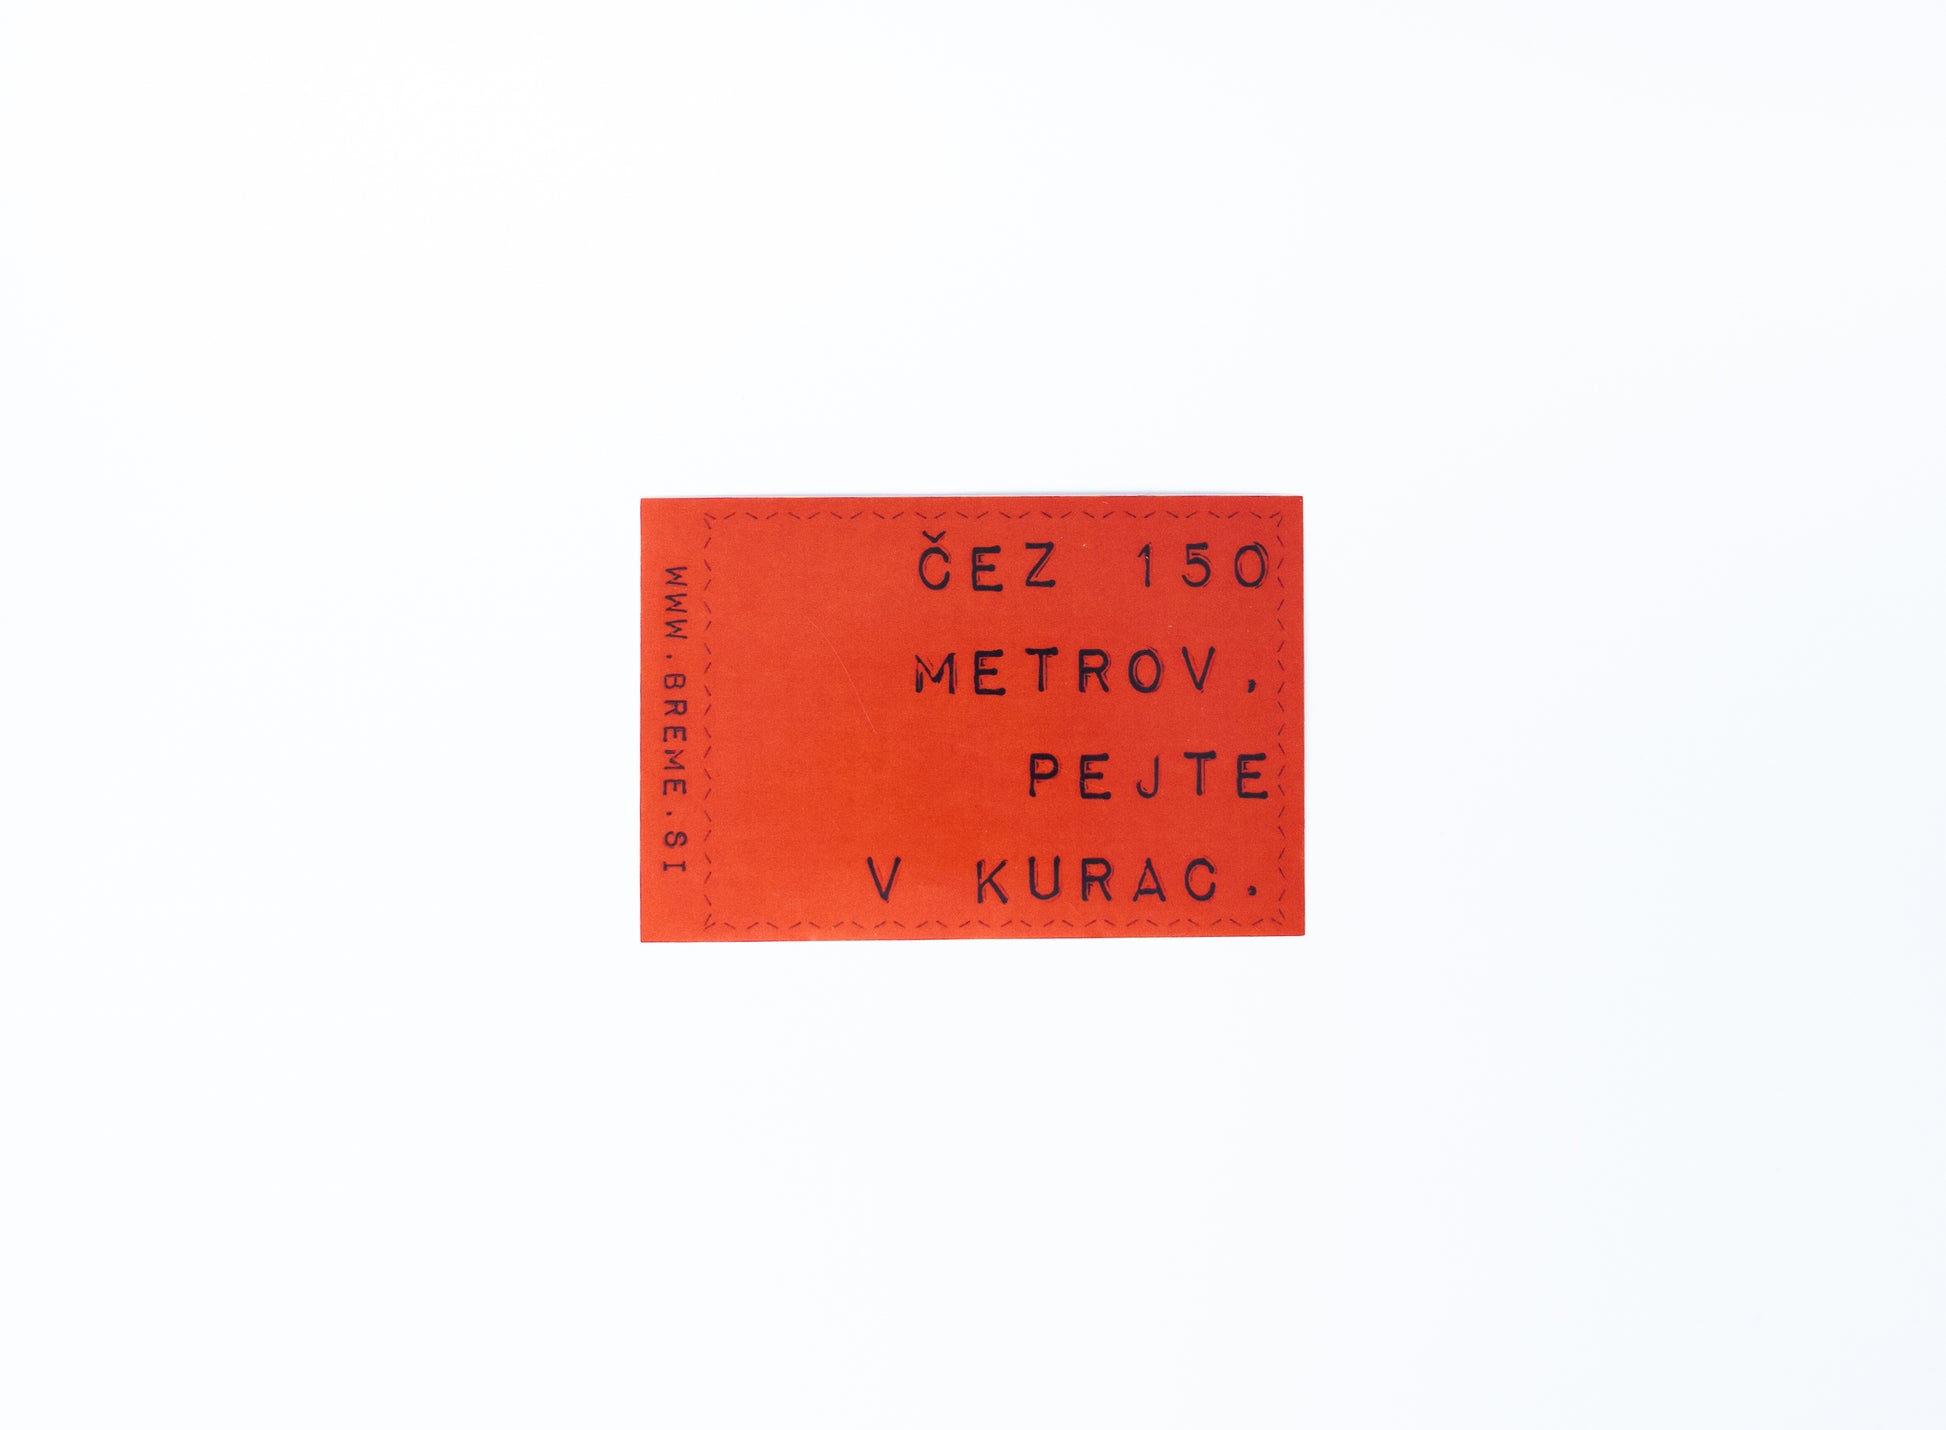 ČEZ 150
METROV,
PEJTE
V KURAC.
WWW.BREME.SI